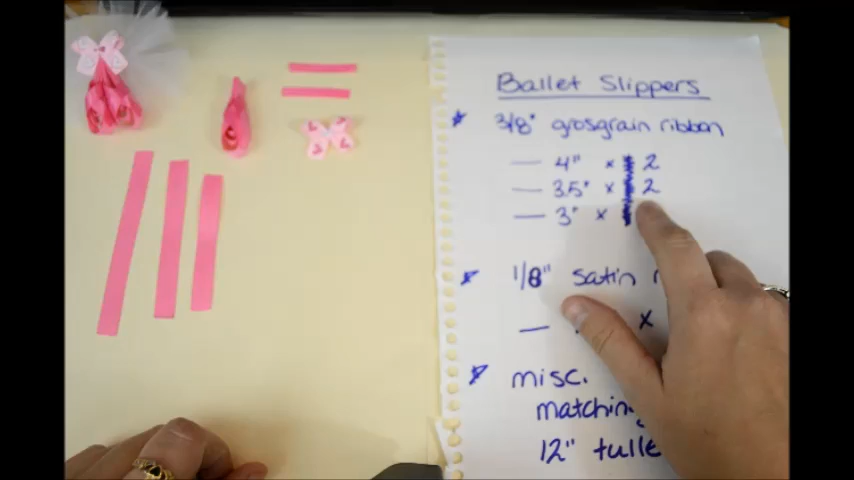 Ballet Slippers
3/8" grosgrain ribbon
— 4" x 2
— 3.5" x 2
— 3" x
1/8" satin
— x
misc.
12" tulle